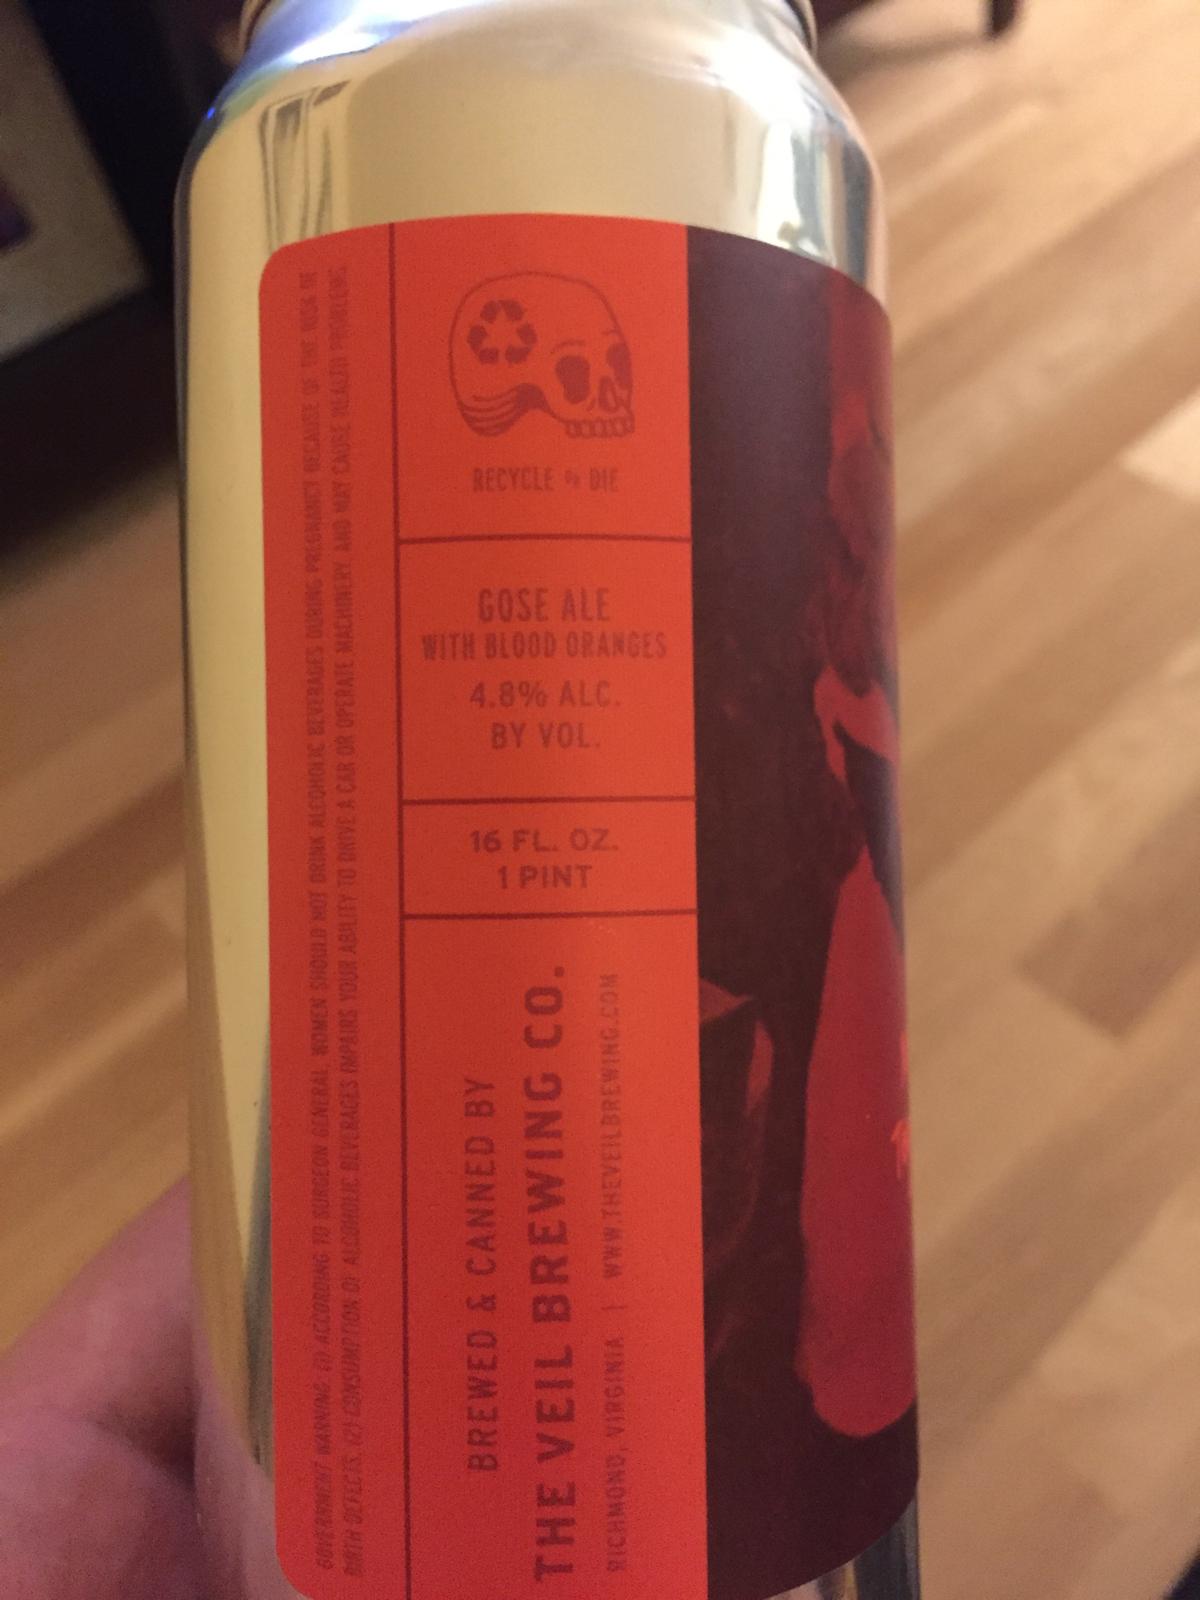 RECYCLE OR DIE
GOSE ALE
WITH BLOOD ORANGES
4.8% ALC.
BY VOL.
16 FL. OZ.
1 PINT
BREWED & CANNED BY
THE VEIL BREWING CO.
RICHMOND, VIRGINIA | WWW.THEVEILBREWING.COM
GOVERNMENT WARNING: (1) ACCORDING TO SURGEON GENERAL, WOMEN SHOULD NOT DRINK ALCOHOLIC BEVERAGES DURING PREGNANCY BECAUSE OF THE RISK OF
BIRTH DEFECTS. (2) CONSUMPTION OF ALCOHOLIC BEVERAGES IMPAIRS YOUR ABILITY TO DRIVE A CAR OR OPERATE MACHINERY, AND MAY CAUSE HEALTH PROBLEMS.